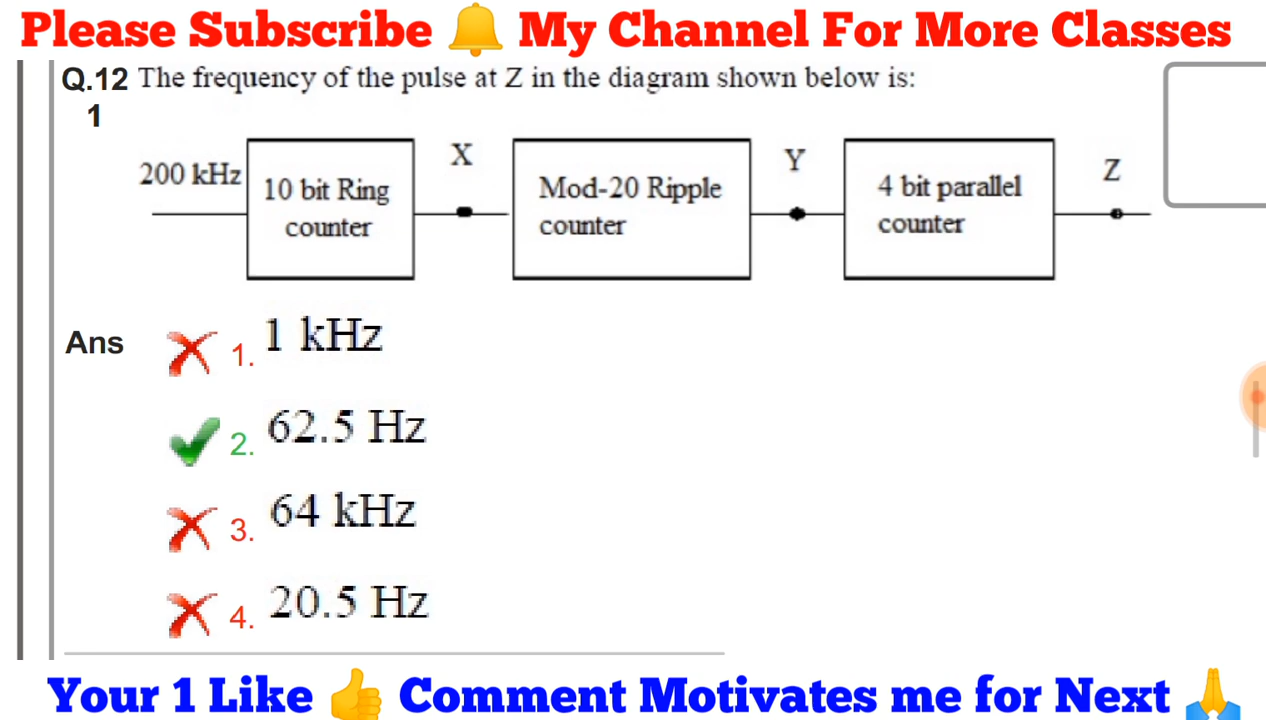 Please Subscribe 🔔 My Channel For More Classes
Q.12 The frequency of the pulse at Z in the diagram shown below is:
1
200 kHz
10 bit Ring
counter
X
Mod-20 Ripple
counter
Y
4 bit parallel
counter
Z
Ans
1. 1 kHz
2. 62.5 Hz
3. 64 kHz
4. 20.5 Hz
Your 1 Like 👍 Comment Motivates me for Next 🙏